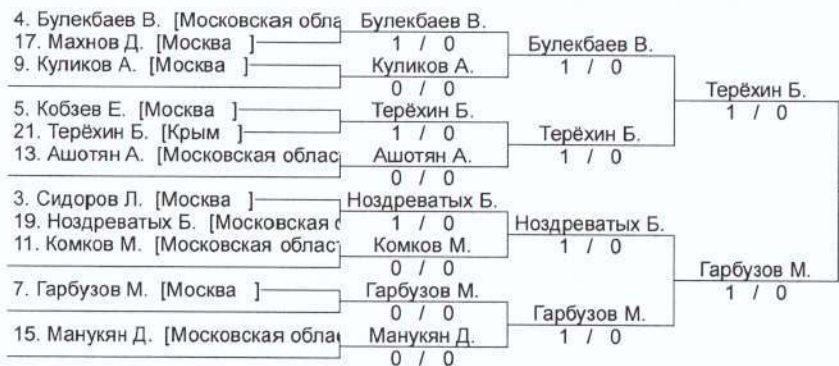 4. Булекбаев В. [Московская обла
17. Махнов Д. [Москва ]
9. Куликов А. [Москва ]
5. Кобзев Е. [Москва ]
21. Терёхин Б. [Крым ]
13. Ашотян А. [Московская облас
3. Сидоров Л. [Москва ]
19. Ноздреватых Б. [Московская о
11. Комков М. [Московская област
7. Гарбузов М. [Москва ]
15. Манукян Д. [Московская облас
Булекбаев В.
1 / 0
Куликов А.
0 / 0
Терёхин Б.
1 / 0
Ашотян А.
0 / 0
Ноздреватых Б.
1 / 0
Комков М.
0 / 0
Гарбузов М.
0 / 0
Манукян Д.
0 / 0
Булекбаев В.
1 / 0
Терёхин Б.
1 / 0
Ноздреватых Б.
1 / 0
Гарбузов М.
1 / 0
Терёхин Б.
1 / 0
Гарбузов М.
1 / 0